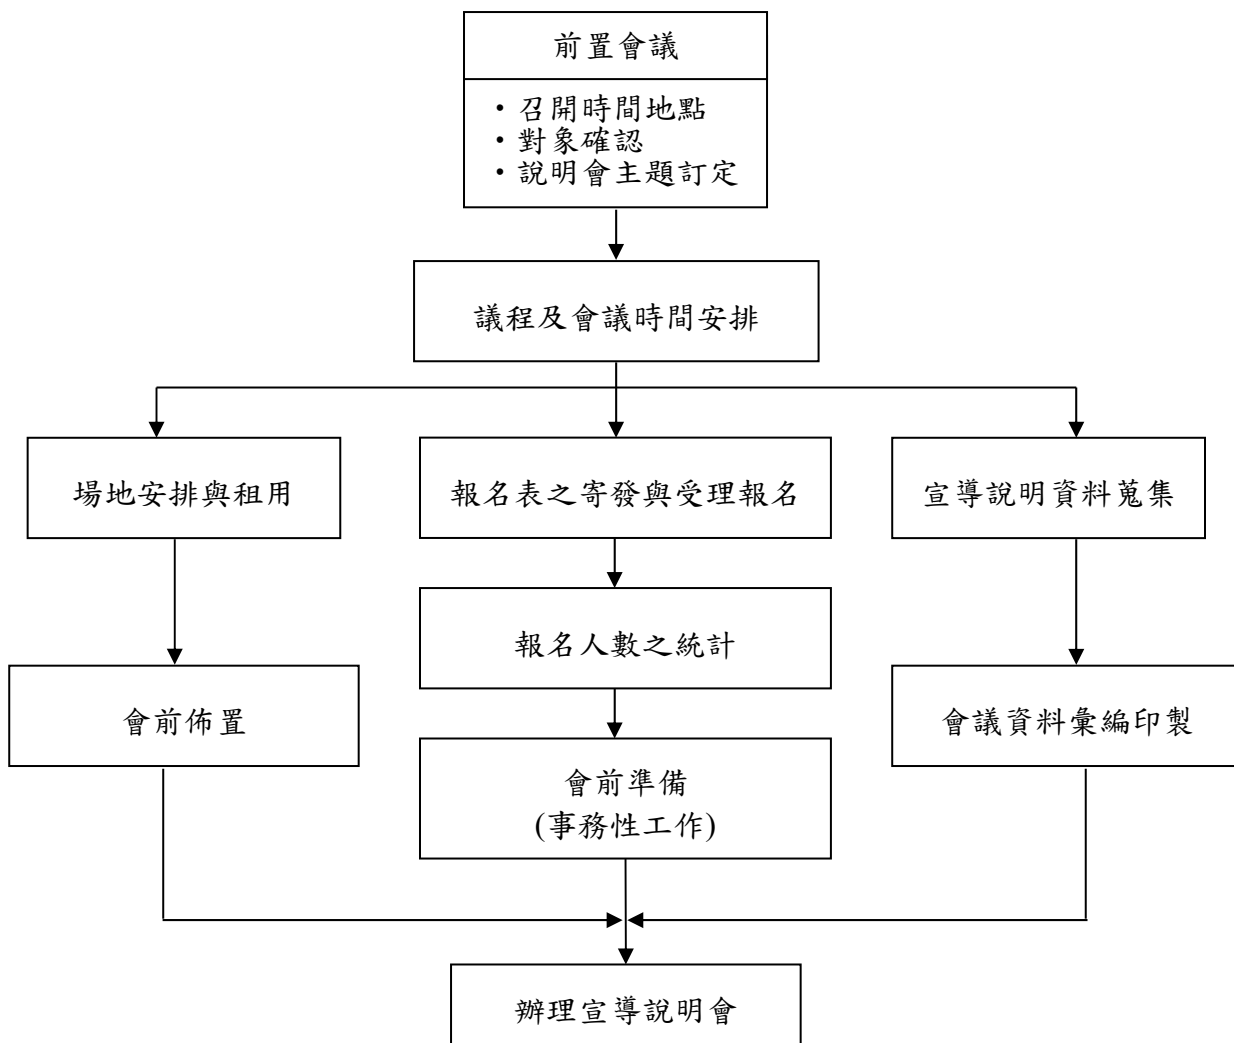 前置會議
・召開時間地點
・對象確認
・說明會主題訂定
議程及會議時間安排
場地安排與租用
報名表之寄發與受理報名
宣導說明資料蒐集
報名人數之統計
會前佈置
會議資料彙編印製
會前準備
(事務性工作)
辦理宣導說明會